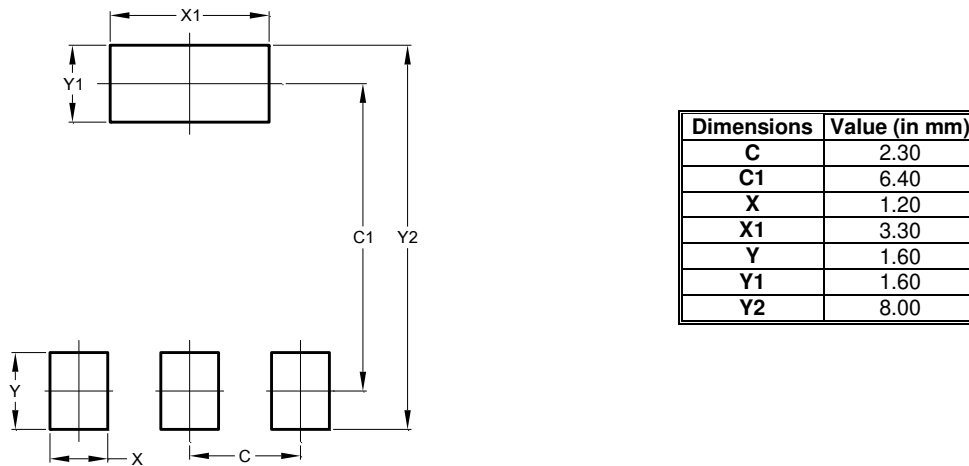 X1
Y1
C1
Y2
Y
X
C
Dimensions Value (in mm)
C 2.30
C1 6.40
X 1.20
X1 3.30
Y 1.60
Y1 1.60
Y2 8.00